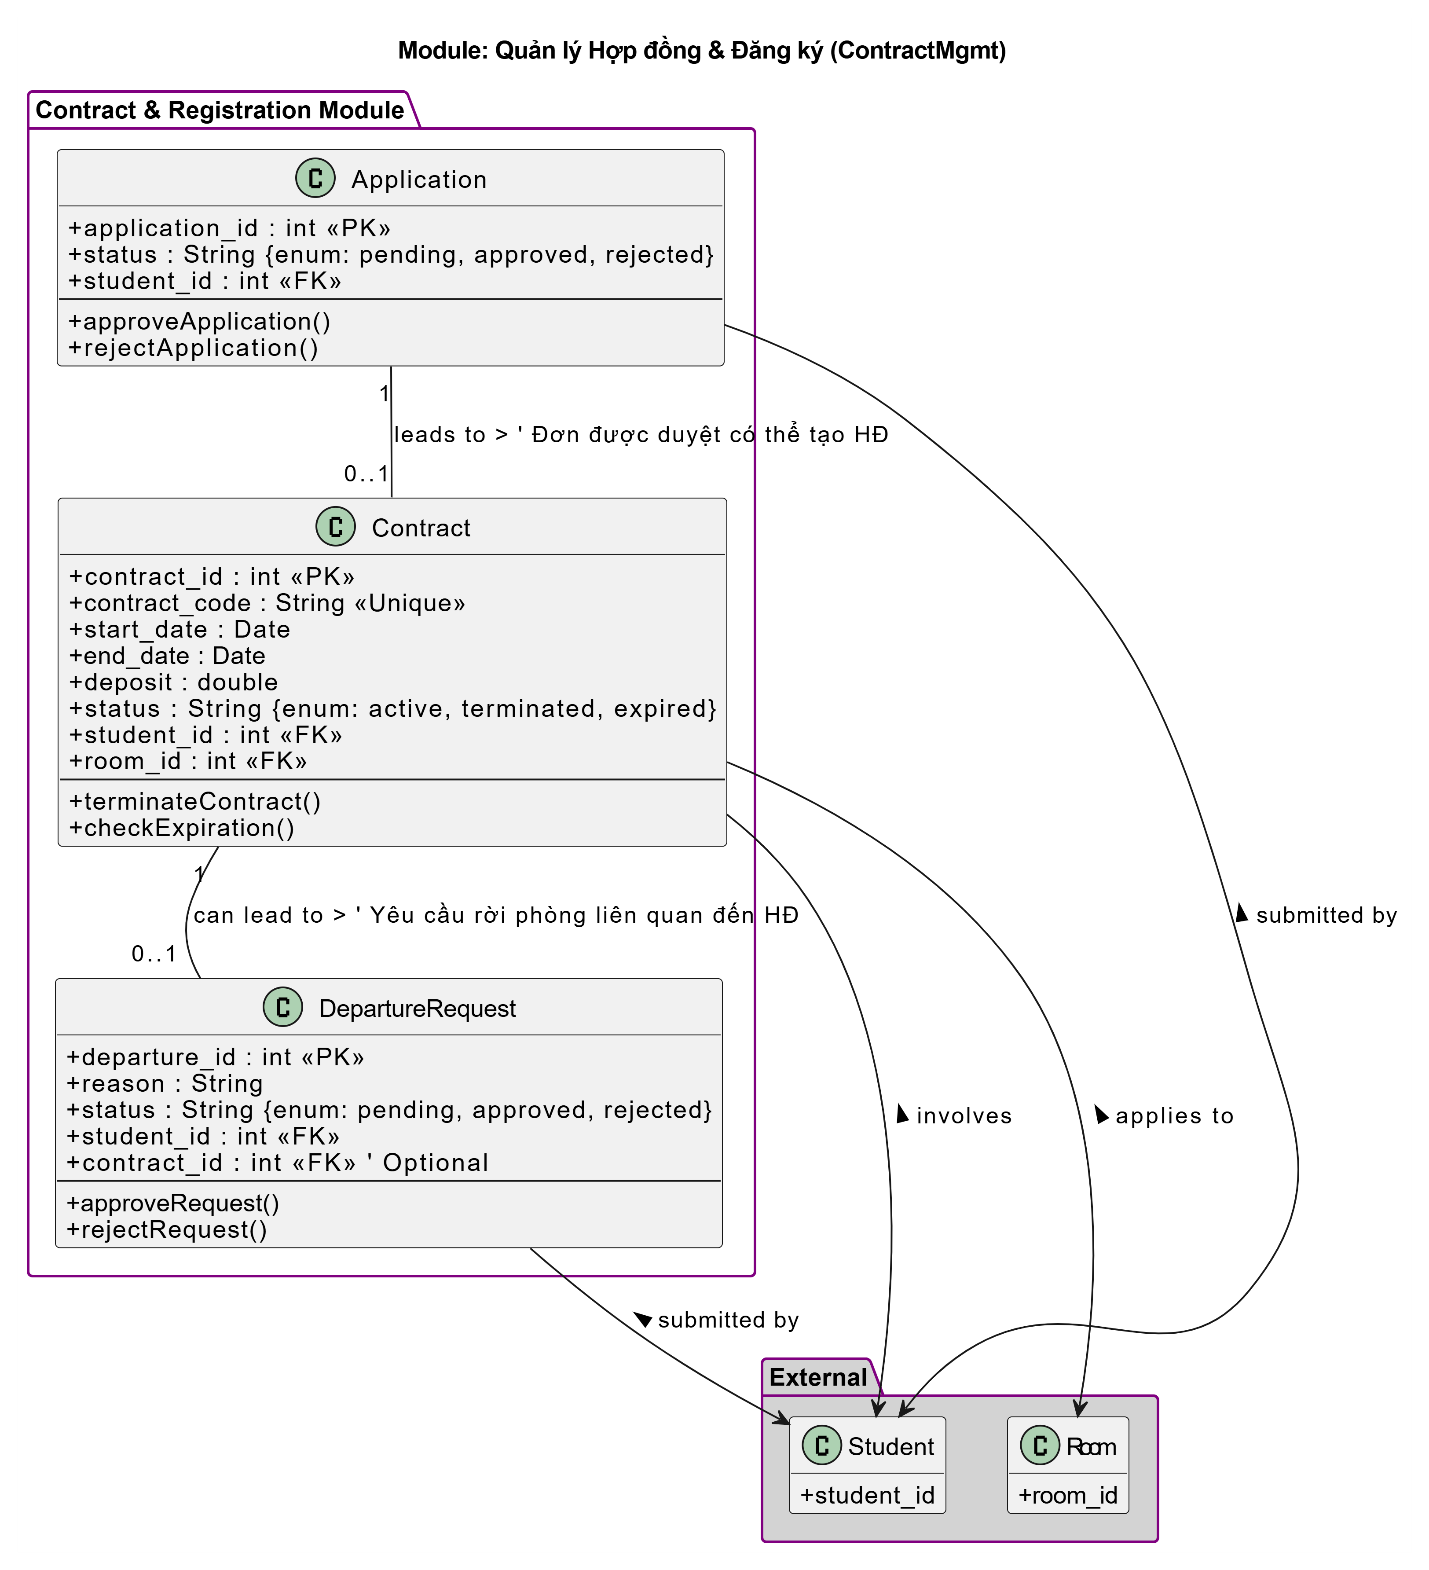 Module: Quản lý Hợp đồng & Đăng ký (ContractMgmt)
Contract & Registration Module
C Application
+application_id : int «PK»
+status : String {enum: pending, approved, rejected}
+student_id : int «FK»
+approveApplication()
+rejectApplication()
1
leads to > ' Đơn được duyệt có thể tạo HĐ
0..1
C Contract
+contract_id : int «PK»
+contract_code : String «Unique»
+start_date : Date
+end_date : Date
+deposit : double
+status : String {enum: active, terminated, expired}
+student_id : int «FK»
+room_id : int «FK»
+terminateContract()
+checkExpiration()
1
can lead to > ' Yêu cầu rời phòng liên quan đến HĐ
submitted by
0..1
C DepartureRequest
+departure_id : int «PK»
+reason : String
+status : String {enum: pending, approved, rejected}
+student_id : int «FK»
+contract_id : int «FK» ' Optional
+approveRequest()
+rejectRequest()
involves
applies to
submitted by
External
C Student
+student_id
C Room
+room_id